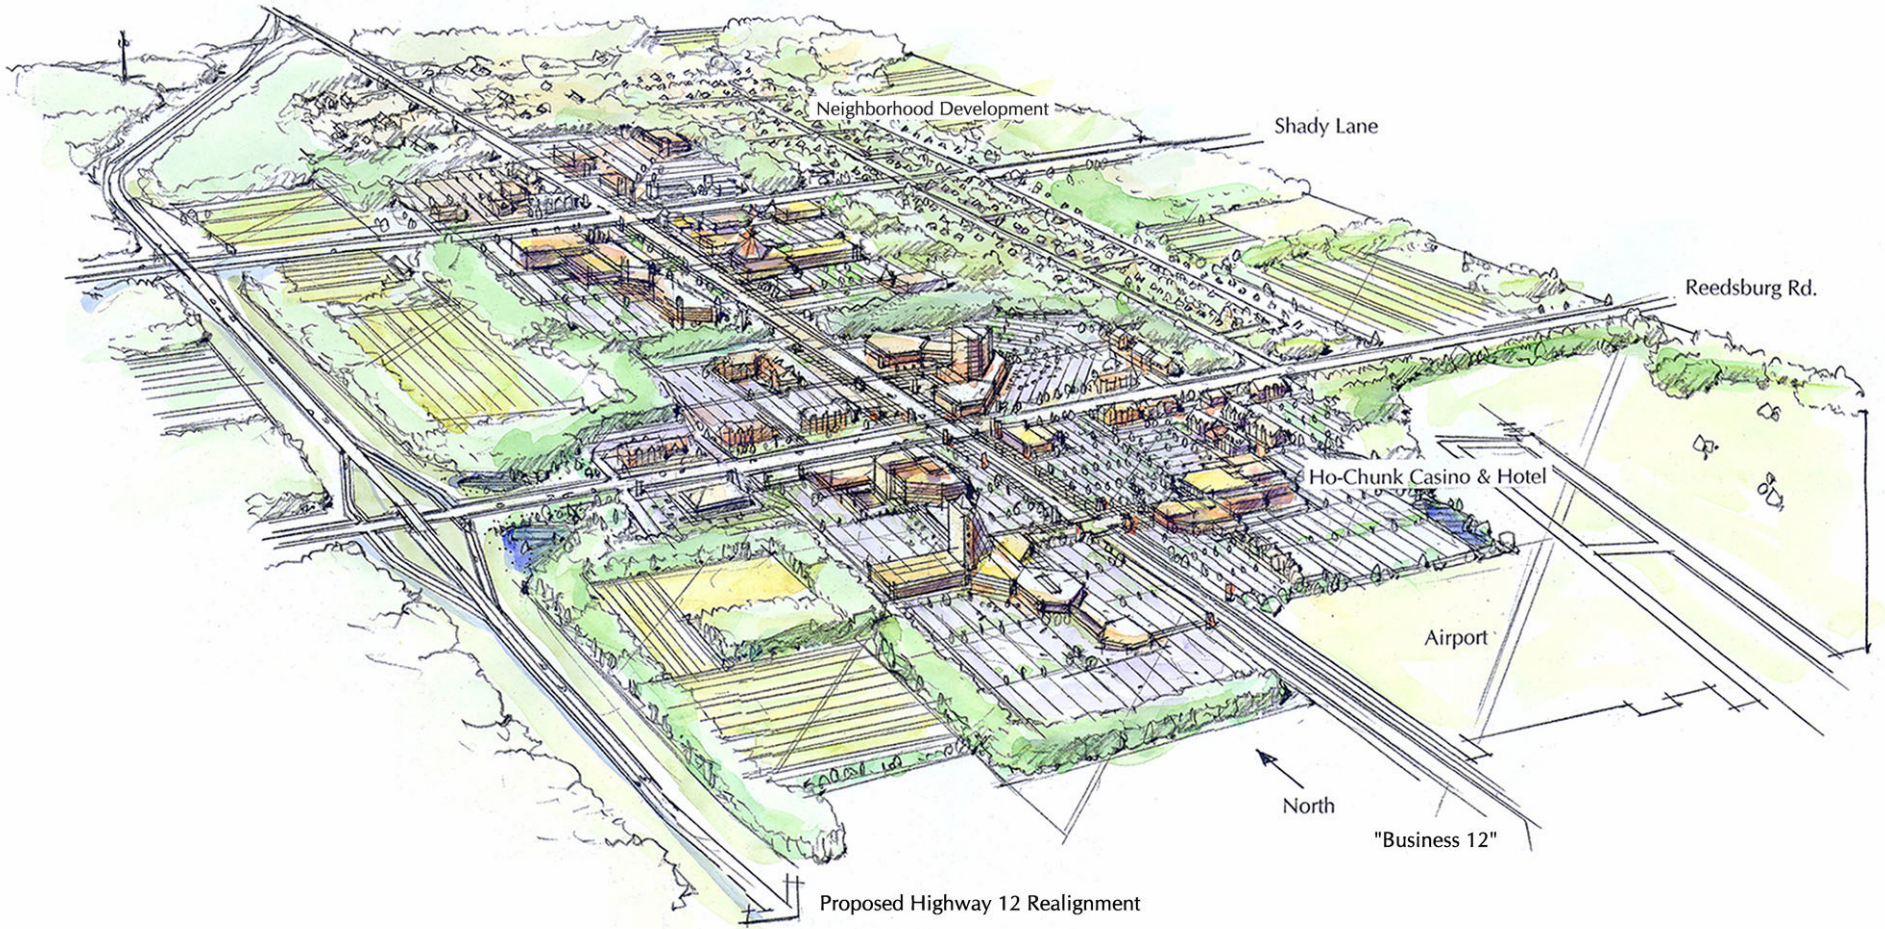 Neighborhood Development
Shady Lane
Reedsburg Rd.
Ho-Chunk Casino & Hotel
Airport
North
"Business 12"
Proposed Highway 12 Realignment